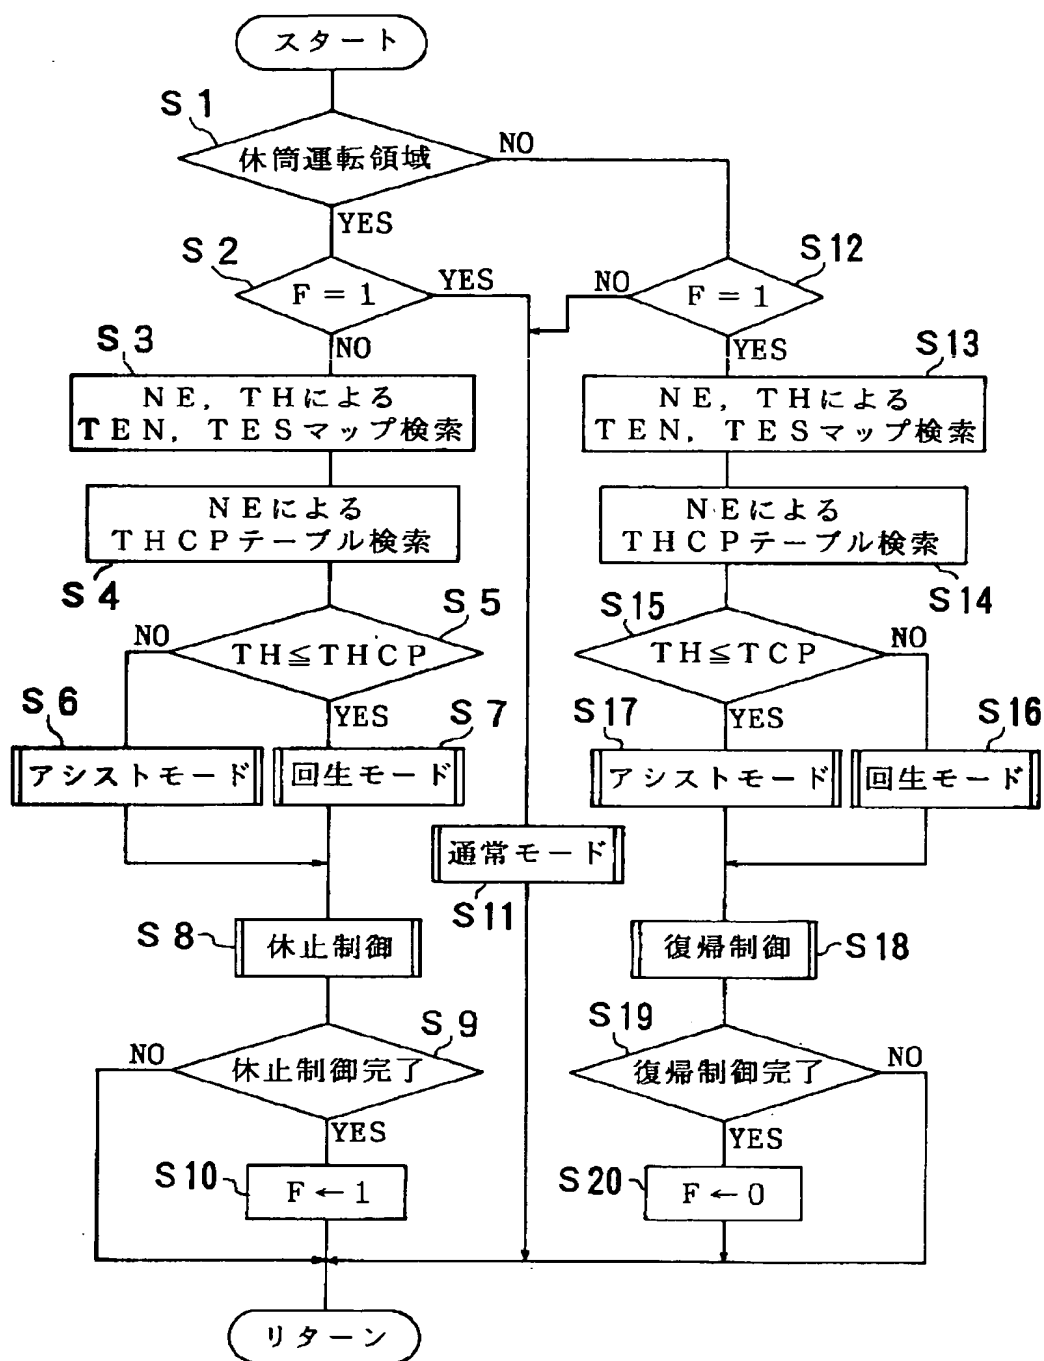 スタート
S1
休筒運転領域
NO
YES
S2
F=1
YES
NO
S12
F=1
NO
YES
S3
NE, THによる
TEN, TESマップ検索
S13
NE, THによる
TEN, TESマップ検索
NEによる
THCPテーブル検索
S4
NEによる
THCPテーブル検索
S14
S5
NO
TH≦THCP
YES
S15
TH≦TCP
NO
YES
S6
アシストモード
S7
回生モード
S17
アシストモード
S16
回生モード
通常モード
S11
S8
休止制御
復帰制御
S18
S9
NO
休止制御完了
YES
S19
復帰制御完了
NO
YES
S10
F←1
S20
F←0
リターン